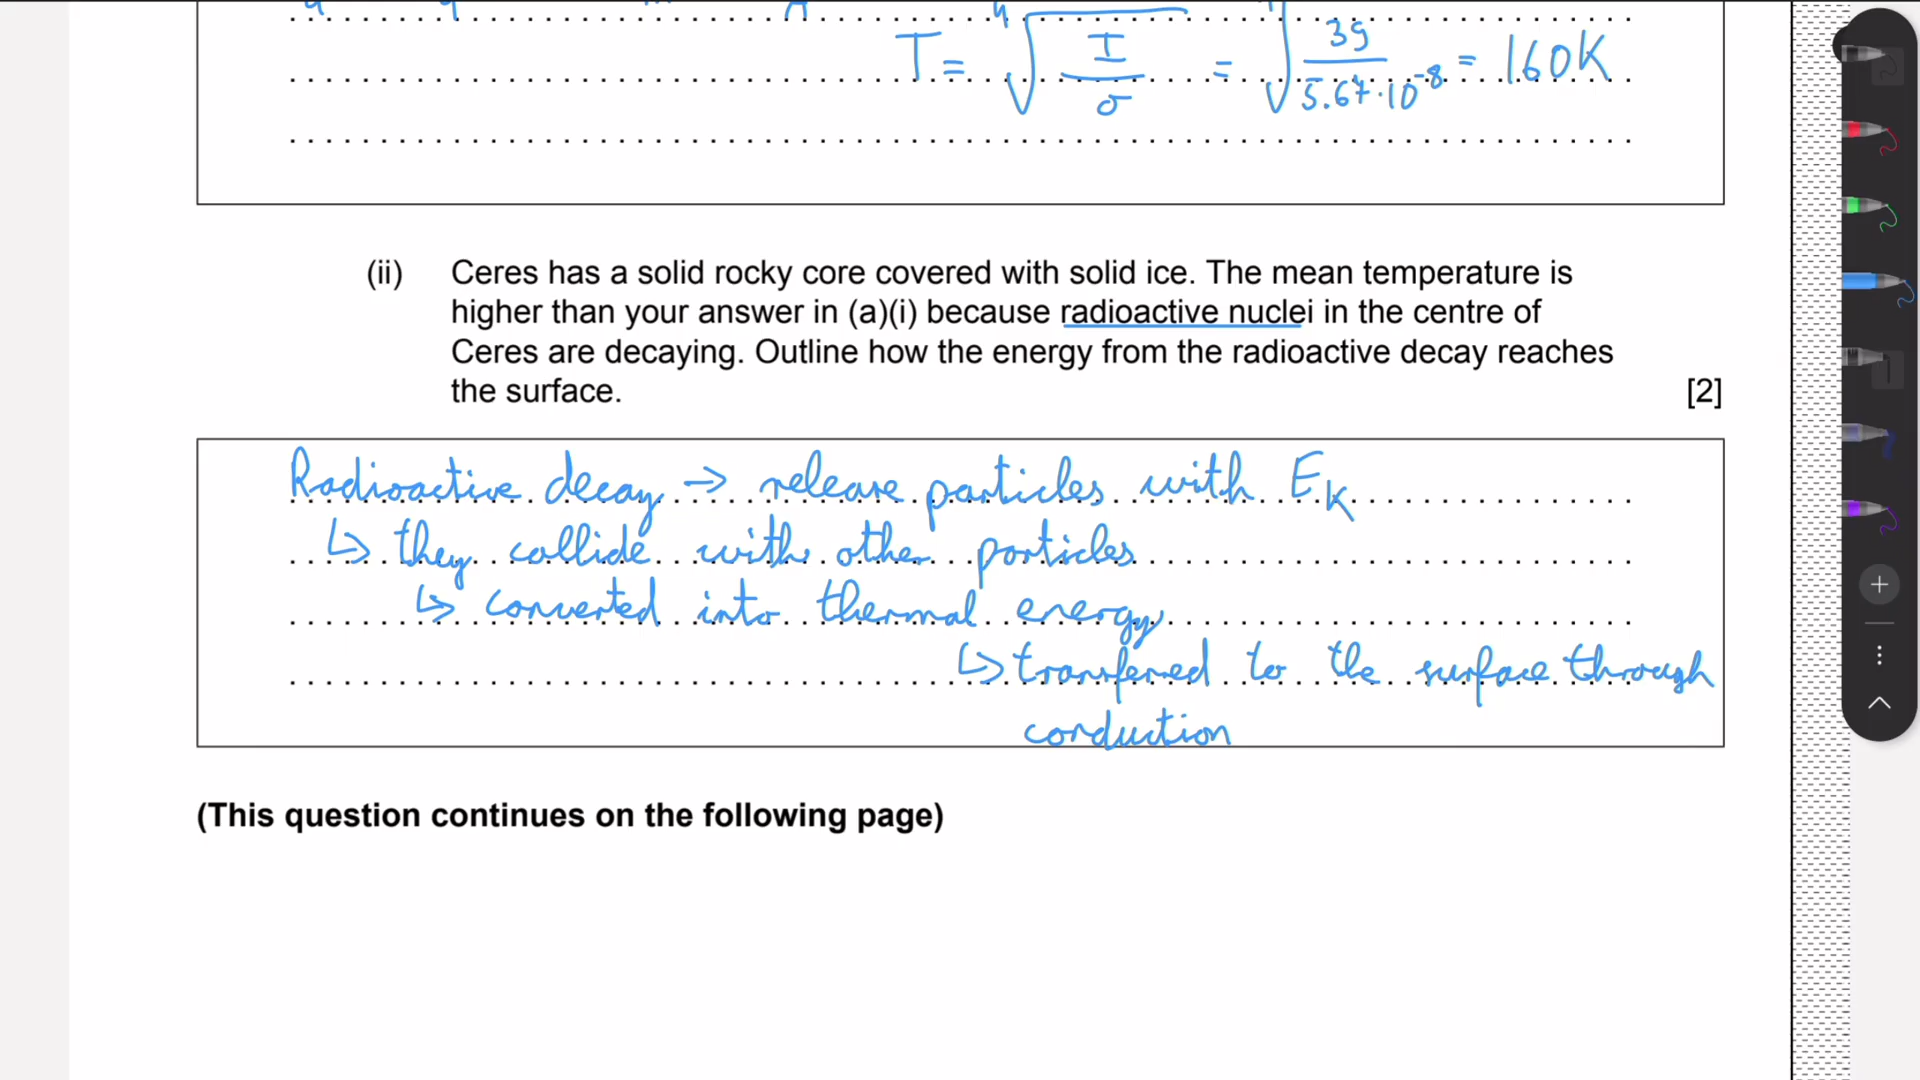 T = ⁴√(I/σ) = ⁴√(39/5.67·10⁻⁸) = 160K
(ii) Ceres has a solid rocky core covered with solid ice. The mean temperature is
higher than your answer in (a)(i) because radioactive nuclei in the centre of
Ceres are decaying. Outline how the energy from the radioactive decay reaches
the surface. [2]
Radioactive decay → release particles with E_K
↳ they collide with other particles
↳ converted into thermal energy
↳ transferred to the surface through
conduction
(This question continues on the following page)